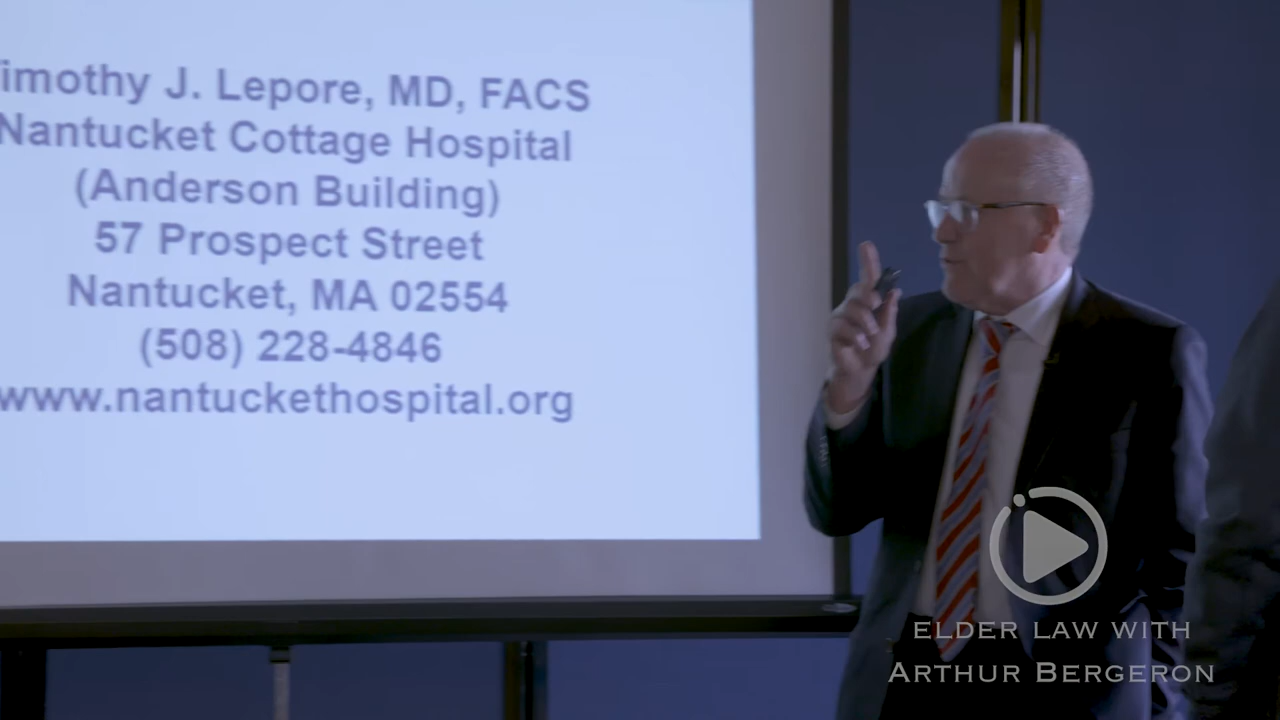 imothy J. Lepore, MD, FACS
Nantucket Cottage Hospital
(Anderson Building)
57 Prospect Street
Nantucket, MA 02554
(508) 228-4846
www.nantuckethospital.org
ELDER LAW WITH
ARTHUR BERGERON